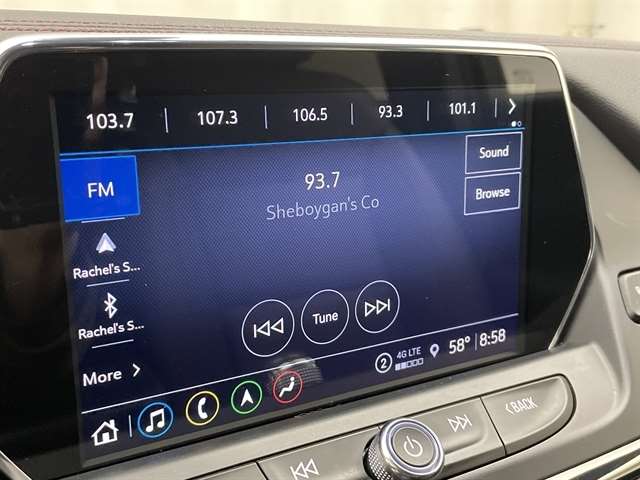 103.7 107.3 106.5 93.3 101.1
FM
93.7
Sheboygan's Co
Sound
Browse
Rachel's S...
Rachel's S...
Tune
More
2 4G LTE 58° 8:58
BACK